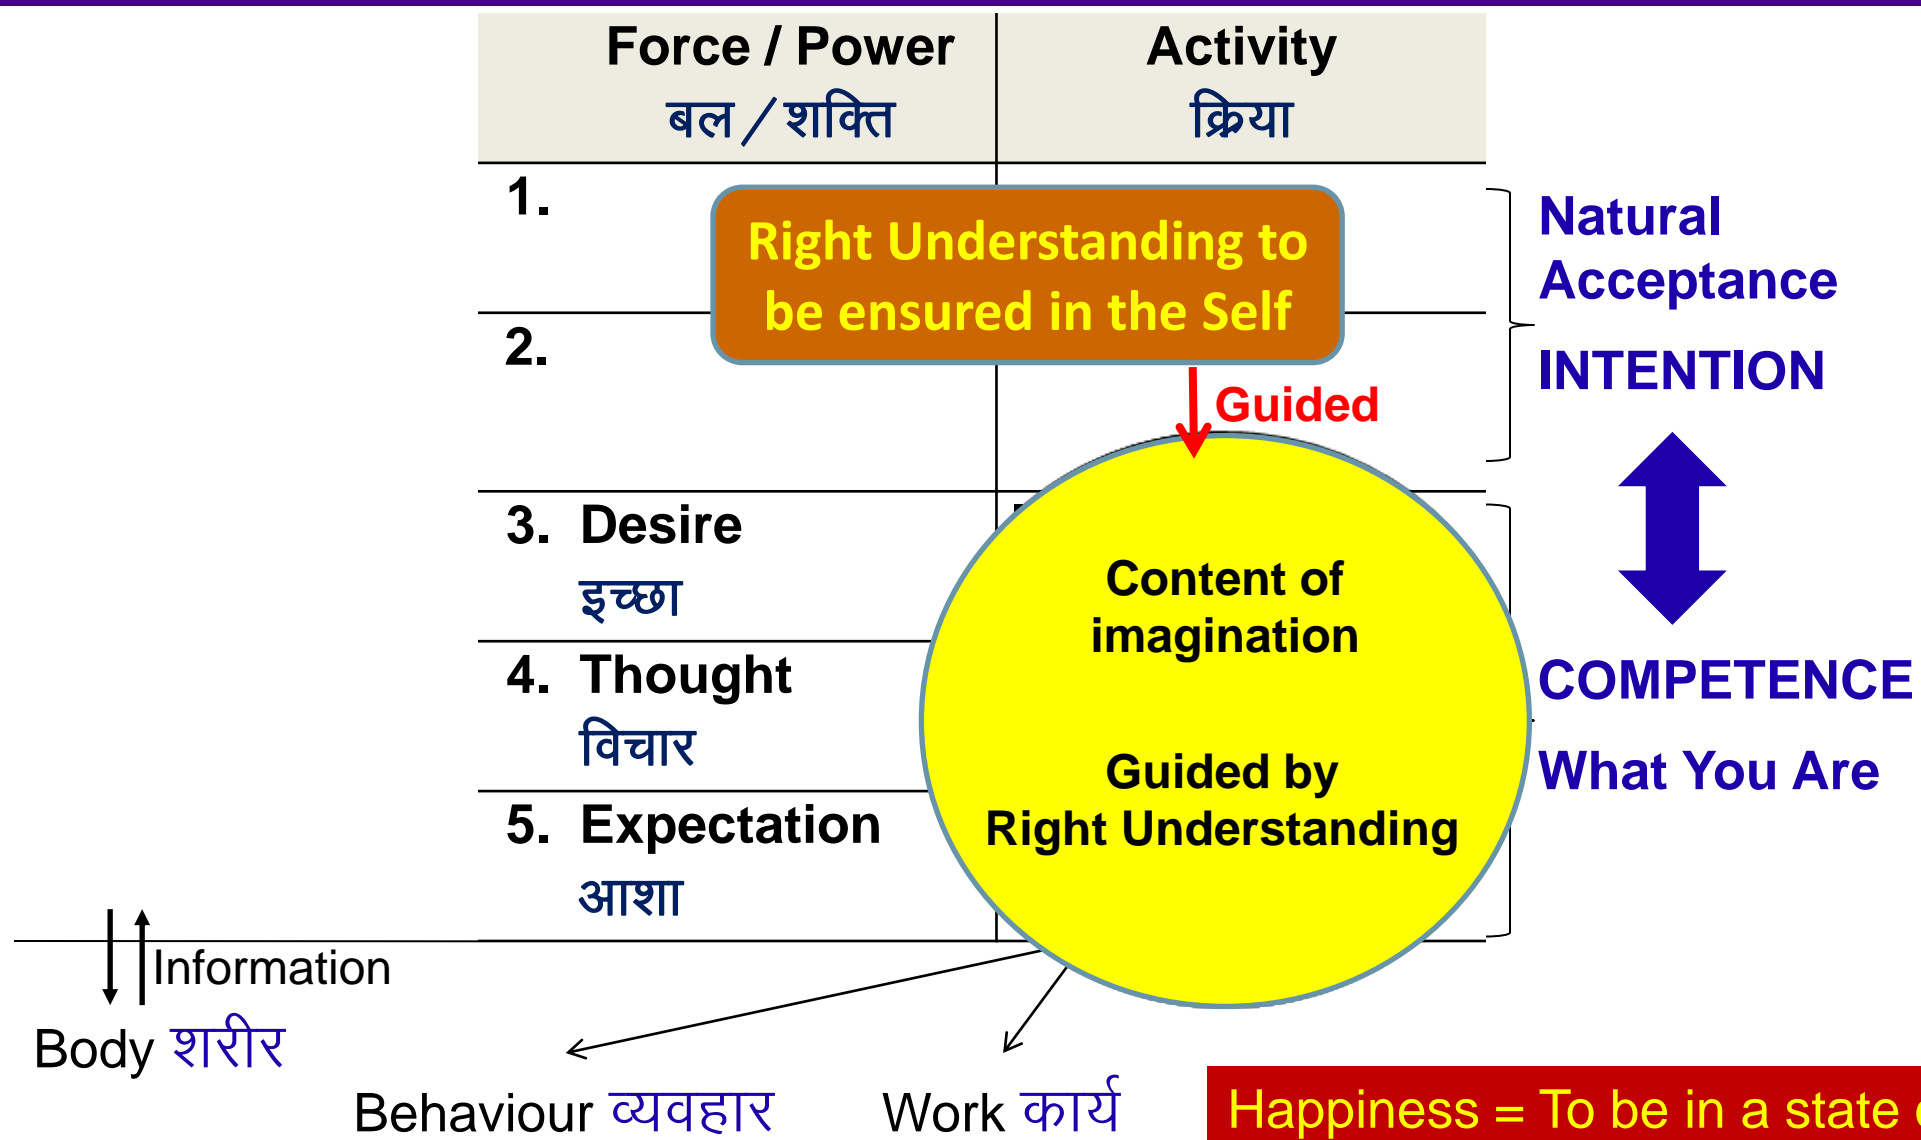 Force / Power
बल / शक्ति
Activity
क्रिया
1.
Right Understanding to
be ensured in the Self
2.
Guided
Natural
Acceptance
INTENTION
3. Desire
इच्छा
4. Thought
विचार
5. Expectation
आशा
Content of
imagination
Guided by
Right Understanding
COMPETENCE
What You Are
Information
Body शरीर
Behaviour व्यवहार
Work कार्य
Happiness = To be in a state